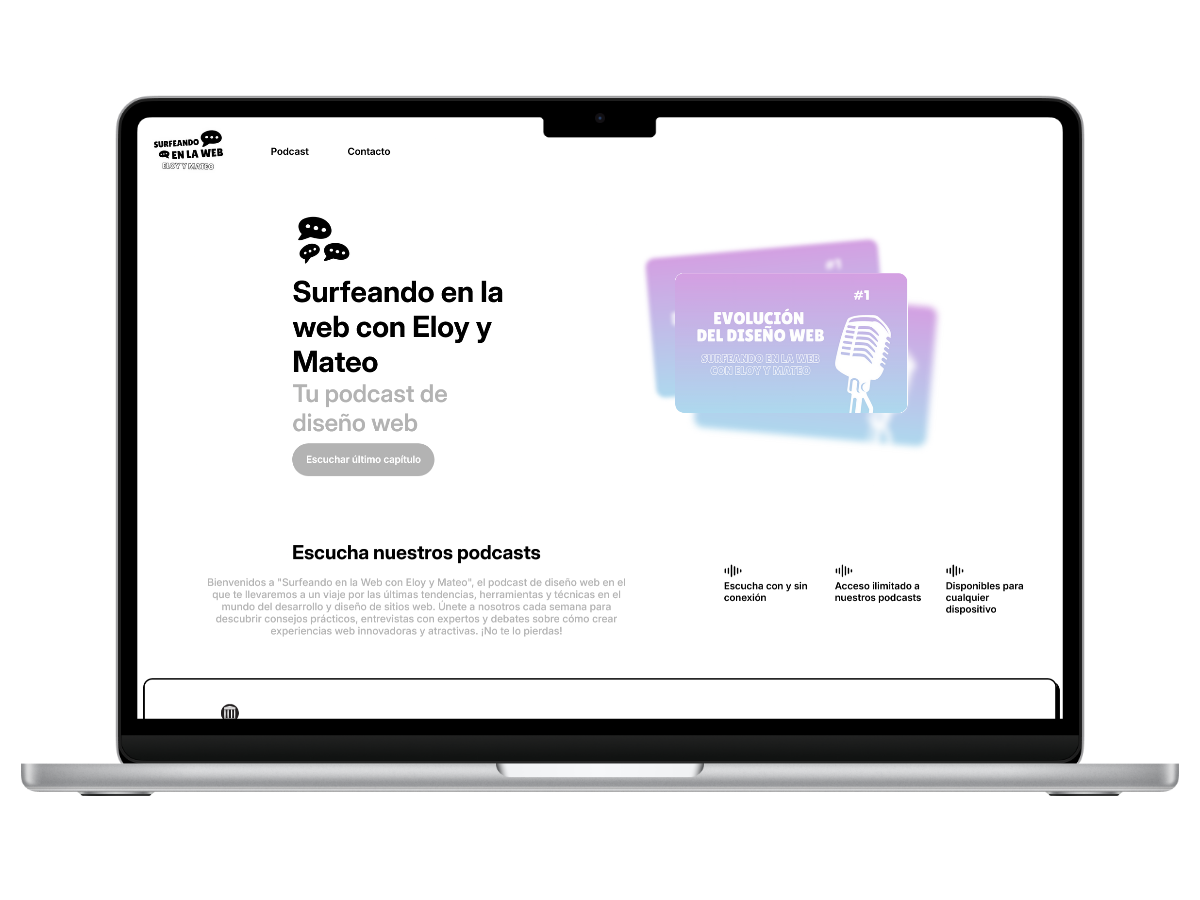 SURFEANDO
EN LA WEB
ELOY Y MATEO
Podcast
Contacto
Surfeando en la
web con Eloy y
Mateo
Tu podcast de
diseño web
Escuchar último capítulo
#1
#1
EVOLUCIÓN
DEL DISEÑO WEB
SURFEANDO EN LA WEB
CON ELOY Y MATEO
Escucha nuestros podcasts
Bienvenidos a "Surfeando en la Web con Eloy y Mateo", el podcast de diseño web en el
que te llevaremos a un viaje por las últimas tendencias, herramientas y técnicas en el
mundo del desarrollo y diseño de sitios web. Únete a nosotros cada semana para
descubrir consejos prácticos, entrevistas con expertos y debates sobre cómo crear
experiencias web innovadoras y atractivas. ¡No te lo pierdas!
Escucha con y sin
conexión
Acceso ilimitado a
nuestros podcasts
Disponibles para
cualquier
dispositivo